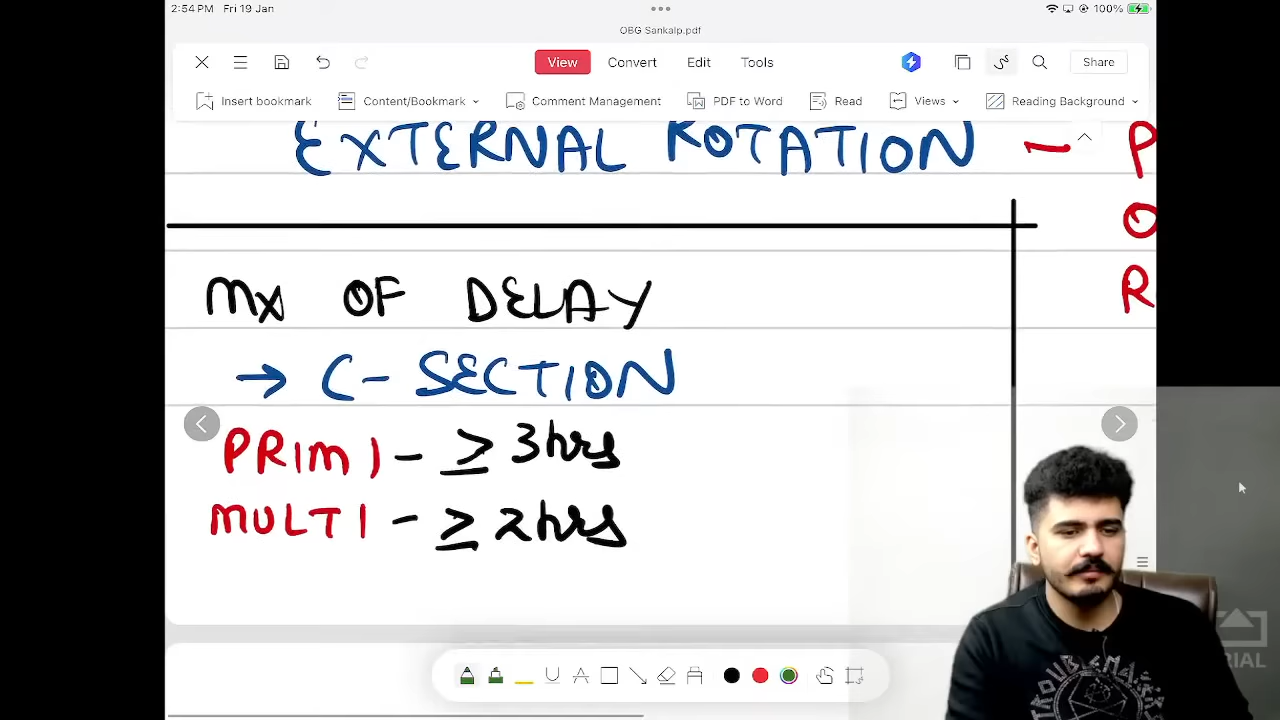 2:54 PM Fri 19 Jan
100%
OBG Sankalp.pdf
View Convert Edit Tools Share
Insert bookmark Content/Bookmark Comment Management PDF to Word Read Views Reading Background
EXTERNAL ROTATION - P
O
R
Mx OF DELAY
→ C-SECTION
PRIMI - ≥ 3hrs
MULTI - ≥ 2hrs